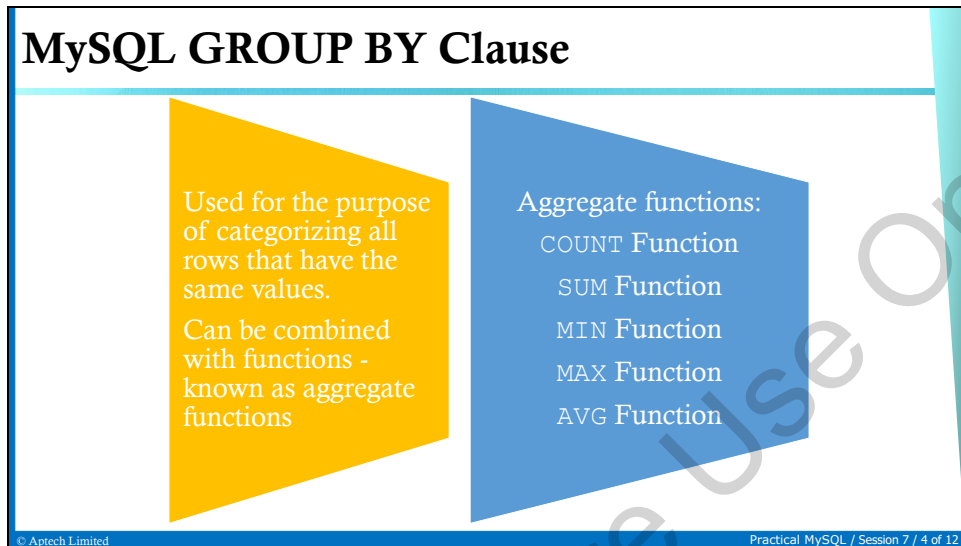 MySQL GROUP BY Clause
Used for the purpose
of categorizing all
rows that have the
same values.
Can be combined
with functions -
known as aggregate
functions
Aggregate functions:
COUNT Function
SUM Function
MIN Function
MAX Function
AVG Function
Use
© Aptech Limited
Practical MySQL / Session 7 / 4 of 12